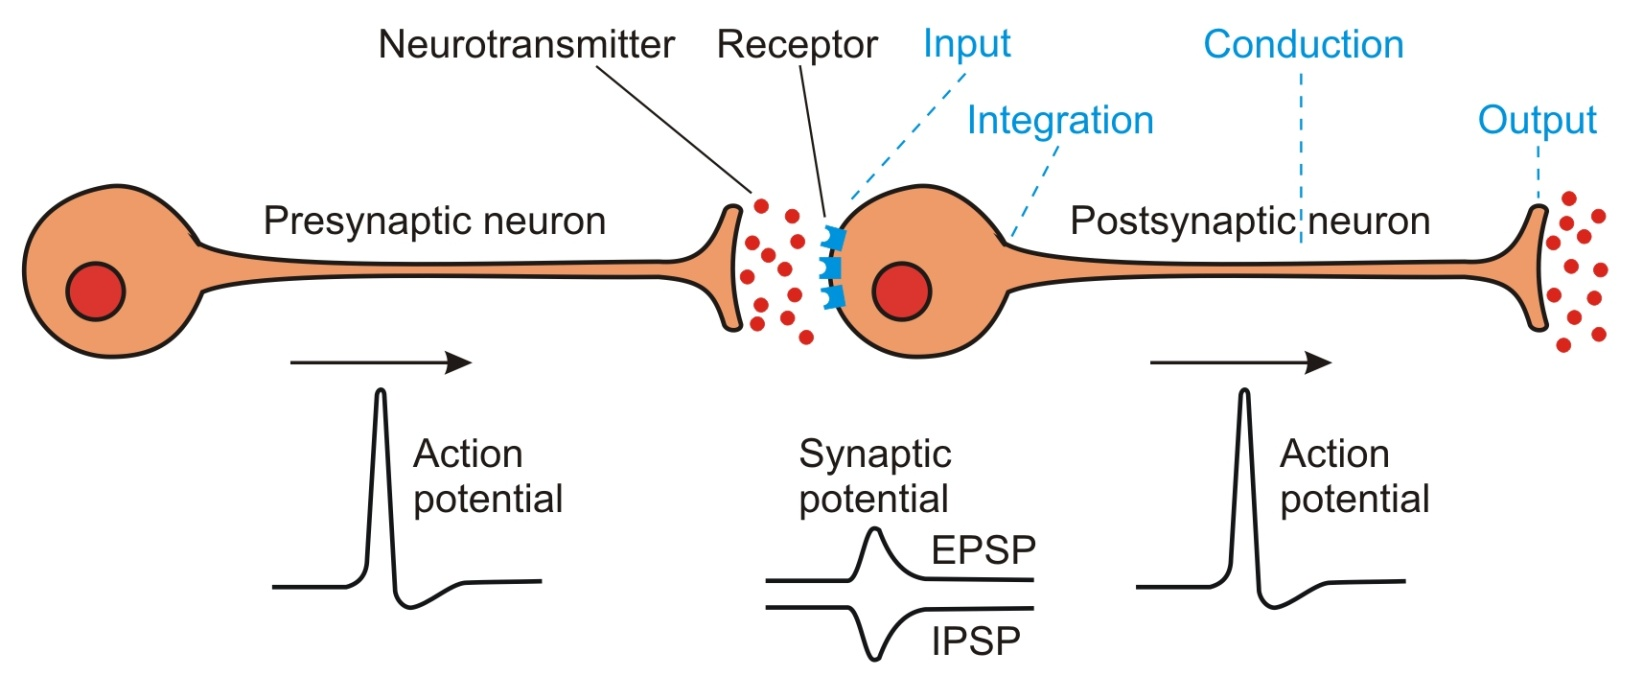 Neurotransmitter
Receptor
Input
Conduction
Integration
Output
Presynaptic neuron
Postsynaptic neuron
Action
potential
Synaptic
potential
Action
potential
EPSP
IPSP